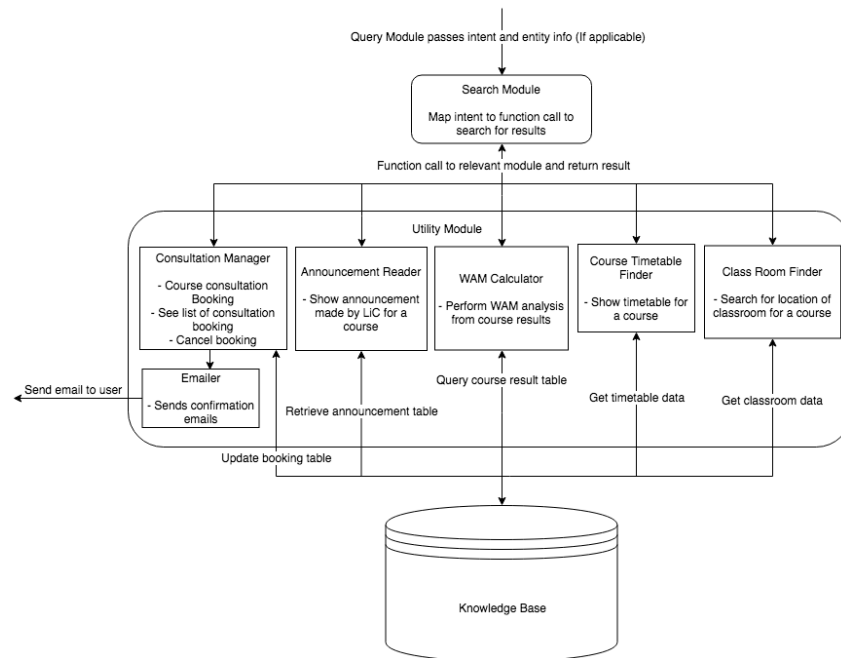 Query Module passes intent and entity info (If applicable)
Search Module
Map intent to function call to
search for results
Function call to relevant module and return result
Utility Module
Consultation Manager
- Course consultation
Booking
- See list of consultation
booking
- Cancel booking
Announcement Reader
- Show announcement
made by LiC for a
course
WAM Calculator
- Perform WAM analysis
from course results
Course Timetable
Finder
- Show timetable for
a course
Class Room Finder
- Search for location of
classroom for a course
Emailer
- Sends confirmation
emails
Send email to user
Query course result table
Retrieve announcement table
Get timetable data
Get classroom data
Update booking table
Knowledge Base